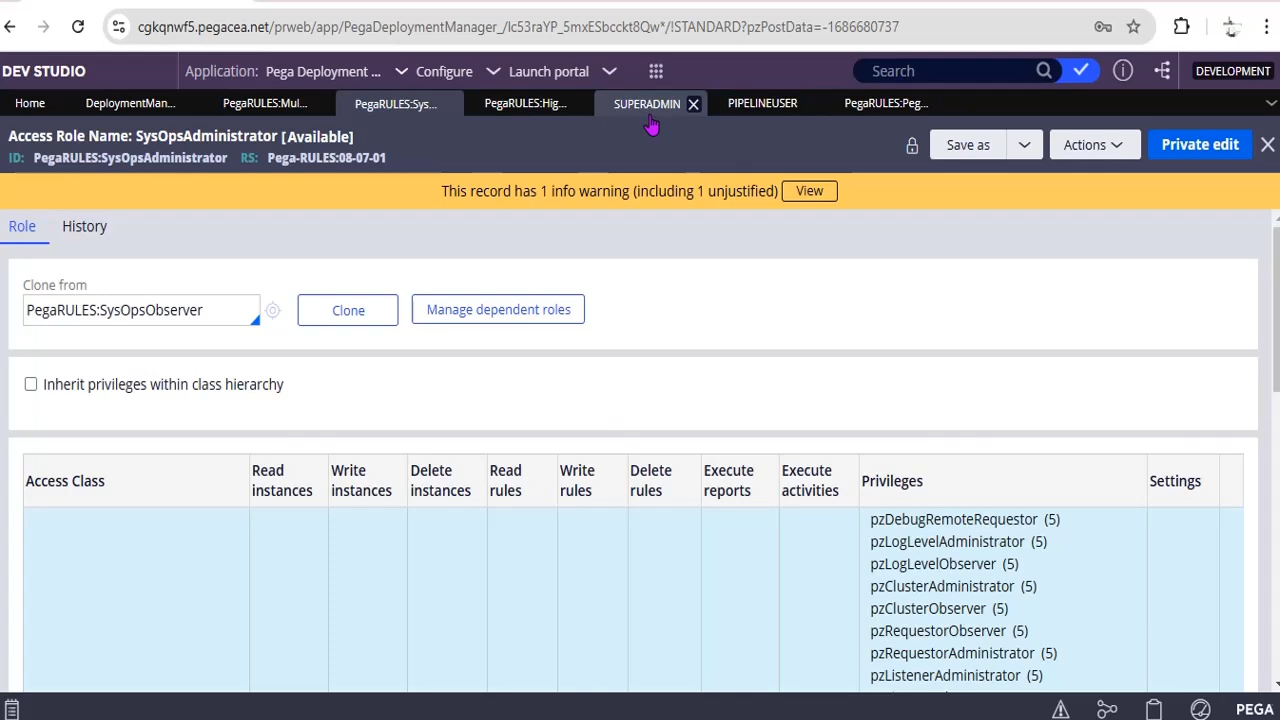 cgkqnwf5.pegacea.net/prweb/app/PegaDeploymentManager_/lc53raYP_5mxESbcckt8Qw*/!STANDARD?pzPostData=-1686680737
DEV STUDIO
Application: Pega Deployment ...
Configure
Launch portal
Search
DEVELOPMENT
Home
DeploymentMan...
PegaRULES:Mul...
PegaRULES:Sys...
PegaRULES:Hig...
SUPERADMIN
PIPELINEUSER
PegaRULES:Peg...
Access Role Name: SysOpsAdministrator [Available]
ID: PegaRULES:SysOpsAdministrator RS: Pega-RULES:08-07-01
Save as
Actions
Private edit
This record has 1 info warning (including 1 unjustified) View
Role
History
Clone from
PegaRULES:SysOpsObserver
Clone
Manage dependent roles
Inherit privileges within class hierarchy
Access Class
Read instances
Write instances
Delete instances
Read rules
Write rules
Delete rules
Execute reports
Execute activities
Privileges
Settings
pzDebugRemoteRequestor (5)
pzLogLevelAdministrator (5)
pzLogLevelObserver (5)
pzClusterAdministrator (5)
pzClusterObserver (5)
pzRequestorObserver (5)
pzRequestorAdministrator (5)
pzListenerAdministrator (5)
PEGA